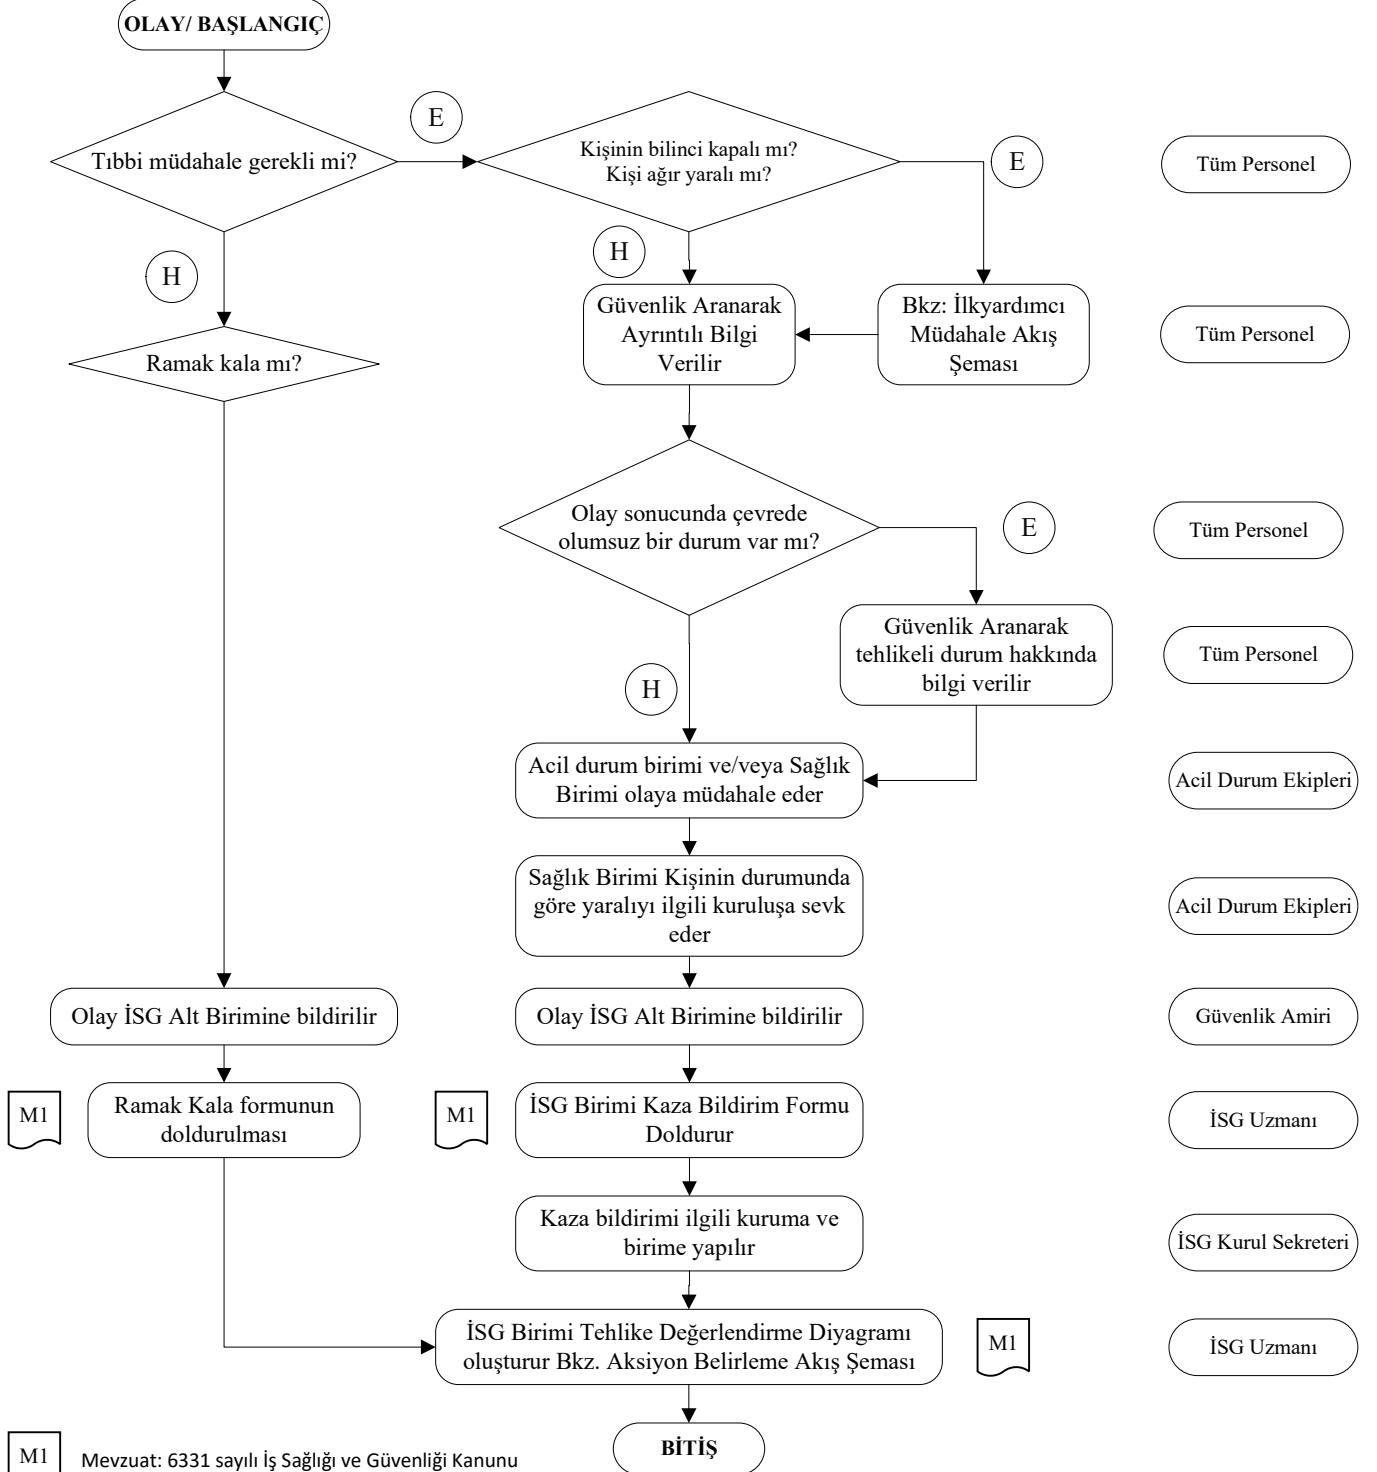 OLAY/ BAŞLANGIÇ
E
Tıbbi müdahale gerekli mi?
Kişinin bilinci kapalı mı?
Kişi ağır yaralı mı?
E
Tüm Personel
H
H
Güvenlik Aranarak
Ayrıntılı Bilgi
Verilir
Bkz: İlkyardımcı
Müdahale Akış
Şeması
Tüm Personel
Ramak kala mı?
Olay sonucunda çevrede
olumsuz bir durum var mı?
E
Tüm Personel
Güvenlik Aranarak
tehlikeli durum hakkında
bilgi verilir
Tüm Personel
H
Acil durum birimi ve/veya Sağlık
Birimi olaya müdahale eder
Acil Durum Ekipleri
Sağlık Birimi Kişinin durumunda
göre yaralıyı ilgili kuruluşa sevk
eder
Acil Durum Ekipleri
Olay İSG Alt Birimine bildirilir
Olay İSG Alt Birimine bildirilir
Güvenlik Amiri
M1
Ramak Kala formunun
doldurulması
M1
İSG Birimi Kaza Bildirim Formu
Doldurur
İSG Uzmanı
Kaza bildirimi ilgili kuruma ve
birime yapılır
İSG Kurul Sekreteri
İSG Birimi Tehlike Değerlendirme Diyagramı
oluşturur Bkz. Aksiyon Belirleme Akış Şeması
M1
İSG Uzmanı
BİTİŞ
M1
Mevzuat: 6331 sayılı İş Sağlığı ve Güvenliği Kanunu